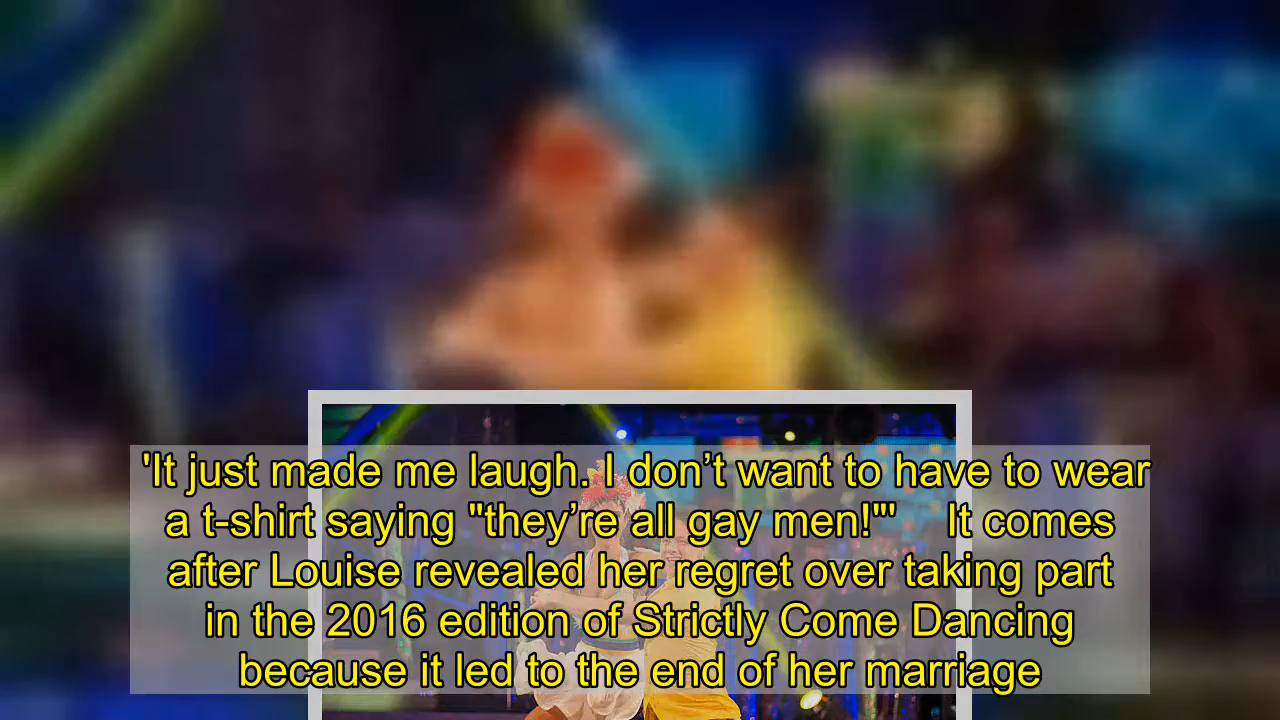 'It just made me laugh. I don’t want to have to wear
a t-shirt saying "they’re all gay men!"' It comes
after Louise revealed her regret over taking part
in the 2016 edition of Strictly Come Dancing
because it led to the end of her marriage